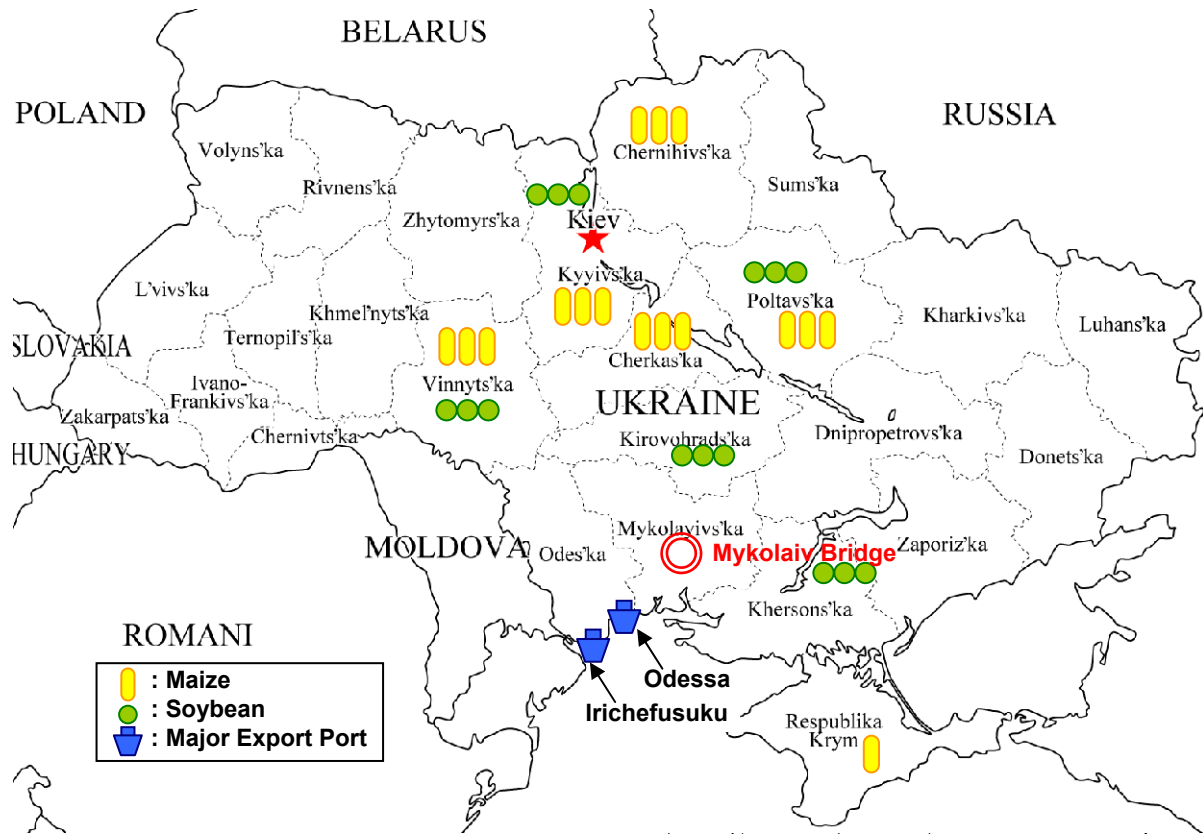 BELARUS
POLAND
RUSSIA
Volyns'ka
Rivnens'ka
Chernihivs'ka
Sums'ka
Zhytomyrs'ka
Kiev
Kyyivs'ka
L'vivs'ka
Ternopil's'ka
Khmel'nyts'ka
Poltavs'ka
Kharkivs'ka
Luhans'ka
SLOVAKIA
Cherkas'ka
Vinnyts'ka
Ivano-
Frankivs'ka
Zakarpats'ka
Chernivts'ka
UKRAINE
Kirovohrads'ka
Dnipropetrovs'ka
HUNGARY
Donets'ka
MOLDOVA
Odes'ka
Mykolayivs'ka
Mykolaiv Bridge
Zaporiz'ka
Khersons'ka
ROMANI
Odessa
Irichefusuku
: Maize
: Soybean
: Major Export Port
Respublika
Krym